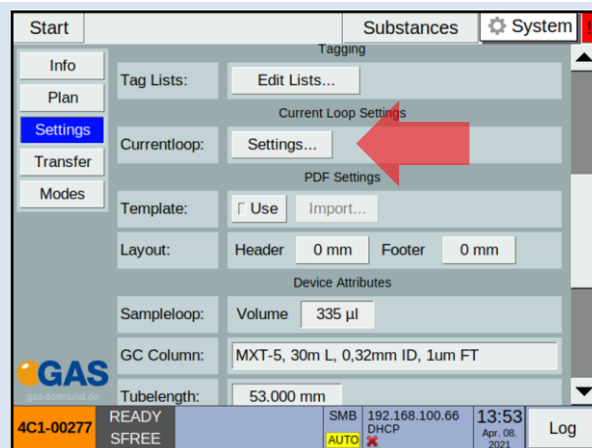 Start Substances System
Tagging
Info
Tag Lists: Edit Lists...
Plan
Current Loop Settings
Settings
Currentloop: Settings...
Transfer
PDF Settings
Modes
Template: Use Import...
Layout: Header 0 mm Footer 0 mm
Device Attributes
Sampleloop: Volume 335 µl
GC Column: MXT-5, 30m L, 0,32mm ID, 1um FT
GAS
gas-dortmund.de
Tubelength: 53.000 mm
4C1-00277
READY
SFREE
SMB
AUTO
192.168.100.66
DHCP
13:53
Apr. 08.
2021
Log